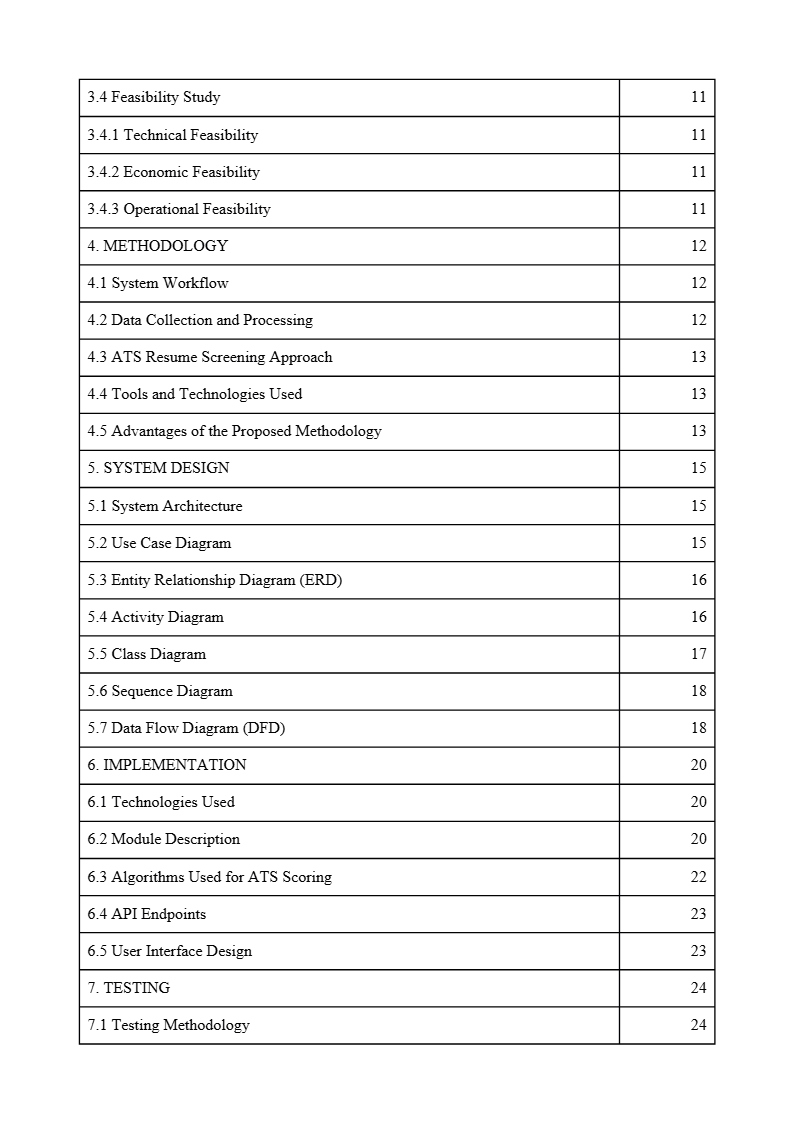 3.4 Feasibility Study 11
3.4.1 Technical Feasibility 11
3.4.2 Economic Feasibility 11
3.4.3 Operational Feasibility 11
4. METHODOLOGY 12
4.1 System Workflow 12
4.2 Data Collection and Processing 12
4.3 ATS Resume Screening Approach 13
4.4 Tools and Technologies Used 13
4.5 Advantages of the Proposed Methodology 13
5. SYSTEM DESIGN 15
5.1 System Architecture 15
5.2 Use Case Diagram 15
5.3 Entity Relationship Diagram (ERD) 16
5.4 Activity Diagram 16
5.5 Class Diagram 17
5.6 Sequence Diagram 18
5.7 Data Flow Diagram (DFD) 18
6. IMPLEMENTATION 20
6.1 Technologies Used 20
6.2 Module Description 20
6.3 Algorithms Used for ATS Scoring 22
6.4 API Endpoints 23
6.5 User Interface Design 23
7. TESTING 24
7.1 Testing Methodology 24